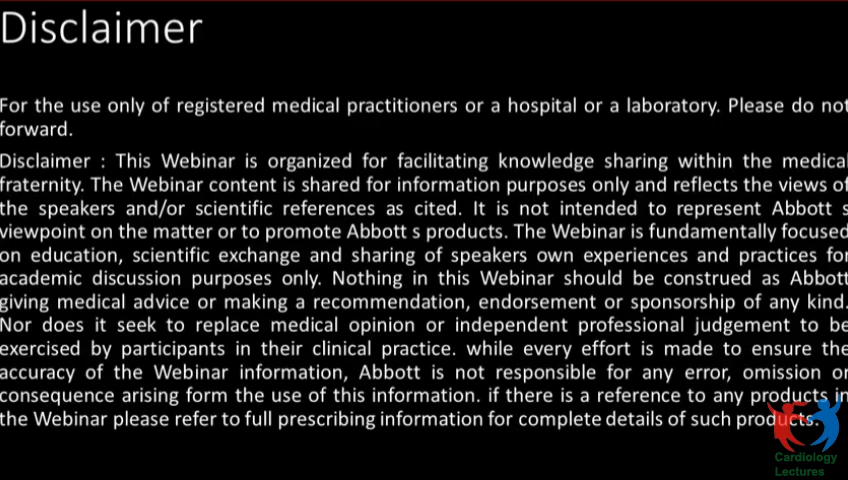 Disclaimer
For the use only of registered medical practitioners or a hospital or a laboratory. Please do not
forward.
Disclaimer : This Webinar is organized for facilitating knowledge sharing within the medical
fraternity. The Webinar content is shared for information purposes only and reflects the views of
the speakers and/or scientific references as cited. It is not intended to represent Abbott s
viewpoint on the matter or to promote Abbott s products. The Webinar is fundamentally focused
on education, scientific exchange and sharing of speakers own experiences and practices for
academic discussion purposes only. Nothing in this Webinar should be construed as Abbott
giving medical advice or making a recommendation, endorsement or sponsorship of any kind.
Nor does it seek to replace medical opinion or independent professional judgement to be
exercised by participants in their clinical practice. while every effort is made to ensure the
accuracy of the Webinar information, Abbott is not responsible for any error, omission or
consequence arising form the use of this information. if there is a reference to any products in
the Webinar please refer to full prescribing information for complete details of such products.
Cardiology
Lectures